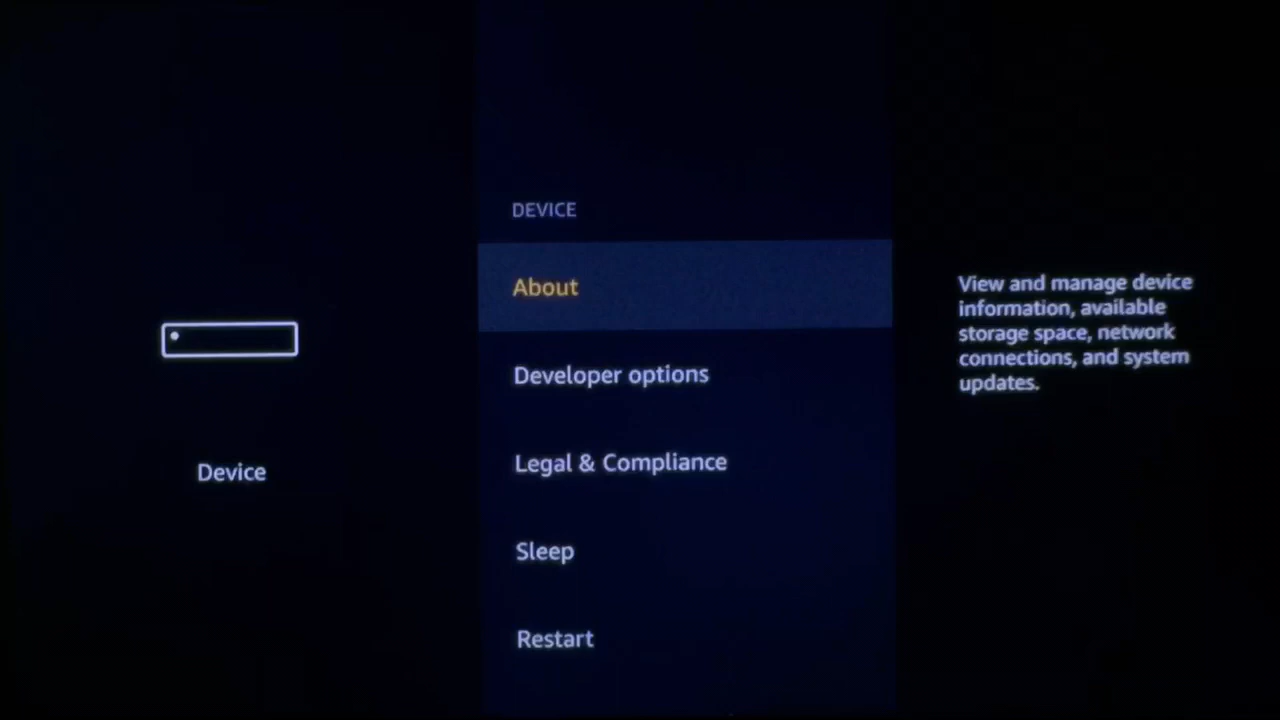 Device
DEVICE
About
Developer options
Legal & Compliance
Sleep
Restart
View and manage device
information, available
storage space, network
connections, and system
updates.